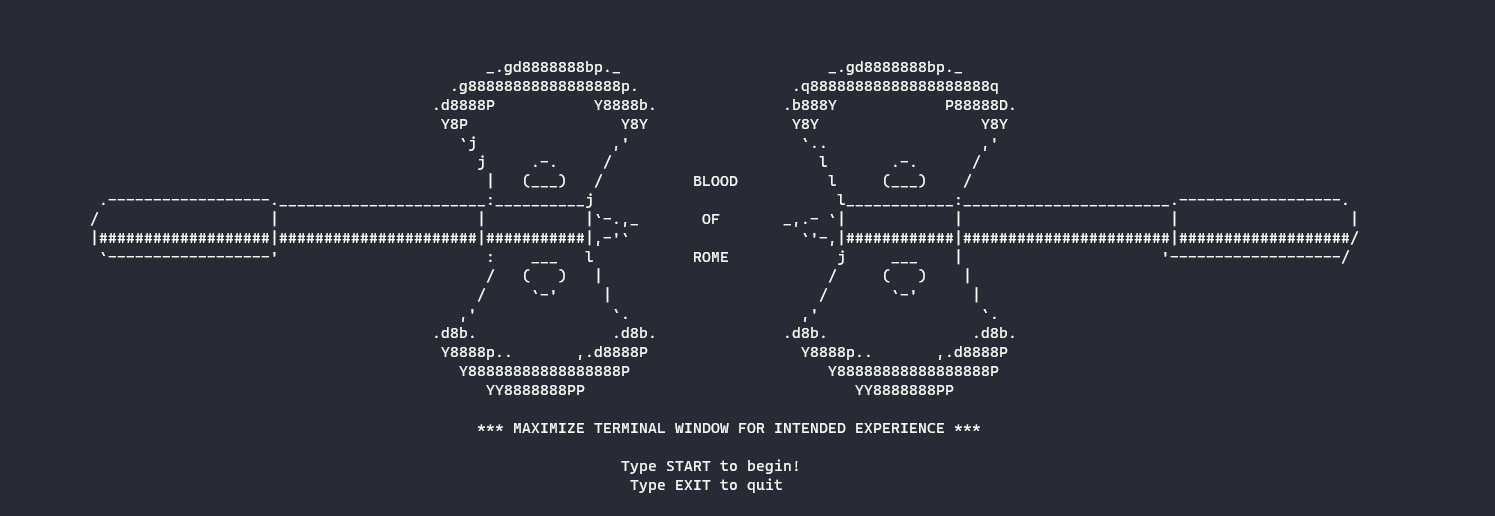 BLOOD
OF
ROME
*** MAXIMIZE TERMINAL WINDOW FOR INTENDED EXPERIENCE ***
Type START to begin!
Type EXIT to quit